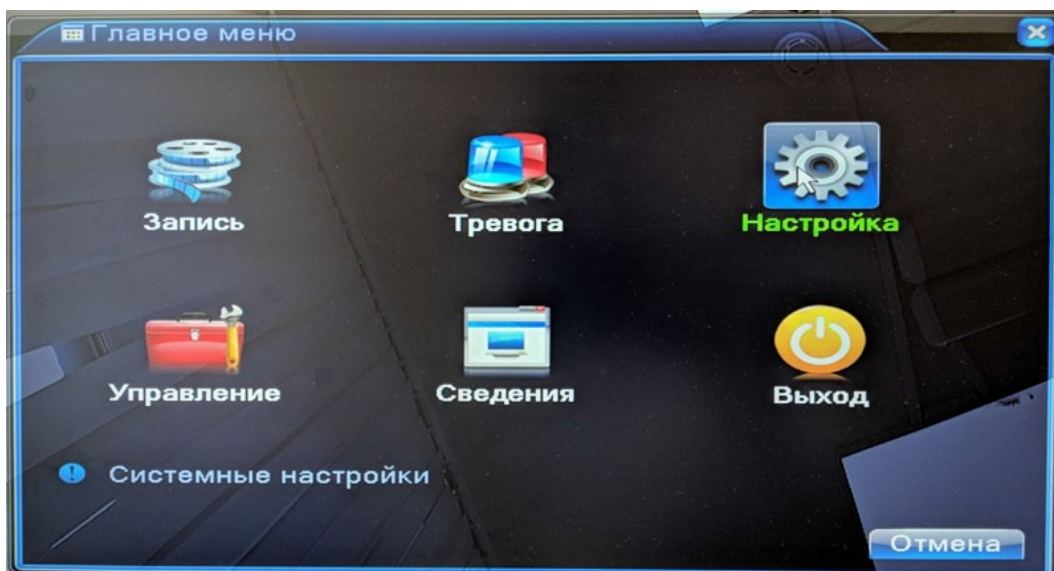 Главное меню
Запись
Тревога
Настройка
Управление
Сведения
Выход
Системные настройки
Отмена